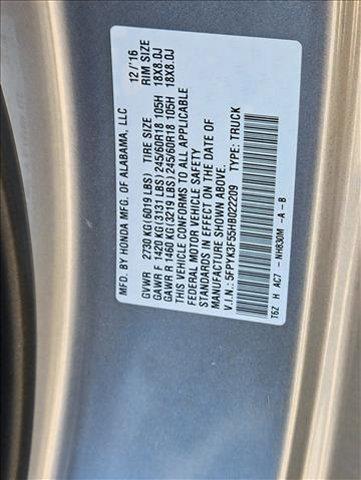 MFD. BY HONDA MFG. OF ALABAMA, LLC 12/'16
GVWR 2730 KG(6019 LBS) TIRE SIZE RIM SIZE
GAWR F 1420 KG(3131 LBS) 245/60R18 105H 18X8.0J
GAWR F 1460 KG(3219 LBS) 245/60R18 105H 18X8.0J
THIS VEHICLE CONFORMS TO ALL APPLICABLE
FEDERAL MOTOR VEHICLE SAFETY
STANDARDS IN EFFECT ON THE DATE OF
MANUFACTURE SHOWN ABOVE.
V.I.N.: 5FPYK3F55HB022209 TYPE: TRUCK
T6Z H AC7 - NH830M -A-B